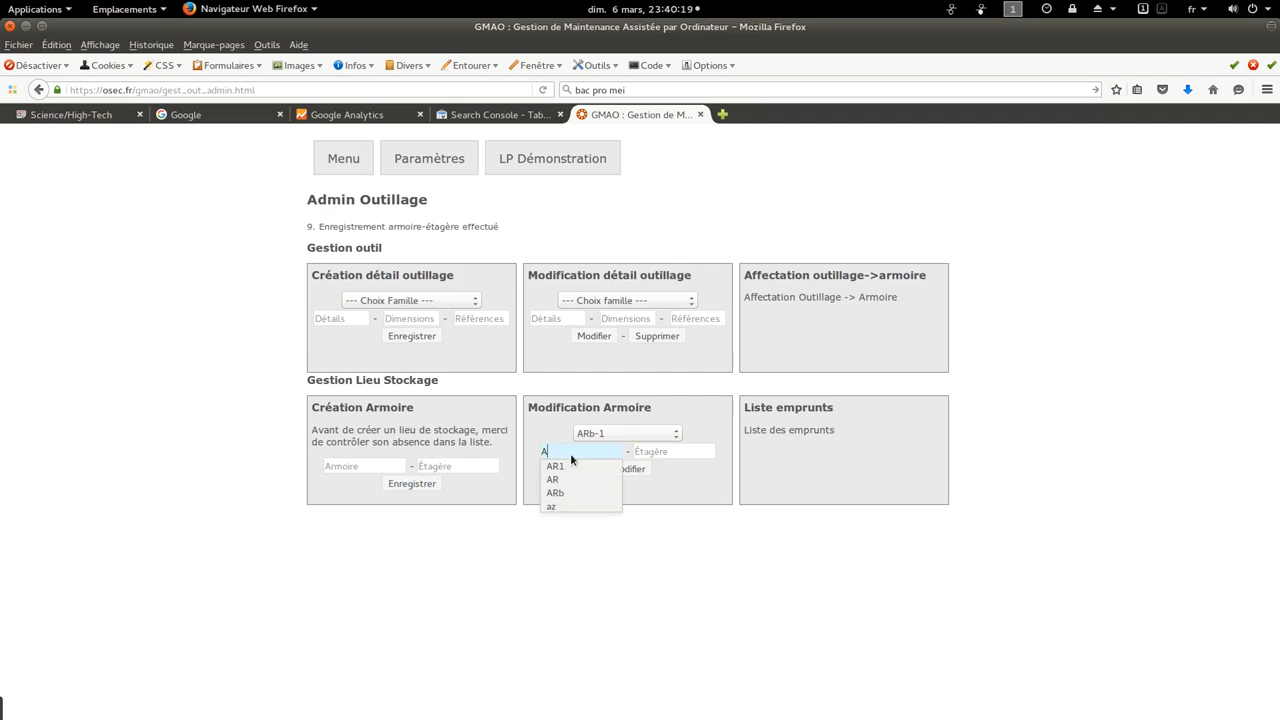 Applications Emplacements Navigateur Web Firefox dim. 6 mars, 23:40:19 1 1 A fr
GMAO : Gestion de Maintenance Assistée par Ordinateur – Mozilla Firefox
Fichier Édition Affichage Historique Marque-pages Outils Aide
Désactiver Cookies CSS Formulaires Images Infos Divers Entourer Fenêtre Outils Code Options
https://osec.fr/gmao/gest_out_admin.html bac pro mei
Science/High-Tech Google Google Analytics Search Console - Tab... GMAO : Gestion de M...
Menu Paramètres LP Démonstration
Admin Outillage
9. Enregistrement armoire-étagère effectué
Gestion outil
Création détail outillage Modification détail outillage Affectation outillage->armoire
--- Choix Famille --- --- Choix famille --- Affectation Outillage -> Armoire
Détails - Dimensions - Références Détails - Dimensions - Références
Enregistrer Modifier - Supprimer
Gestion Lieu Stockage
Création Armoire Modification Armoire Liste emprunts
Avant de créer un lieu de stockage, merci de contrôler son absence dans la liste. ARb-1 Liste des emprunts
A - Étagère
Armoire - Étagère AR1 odifier
AR
Enregistrer
ARb
az